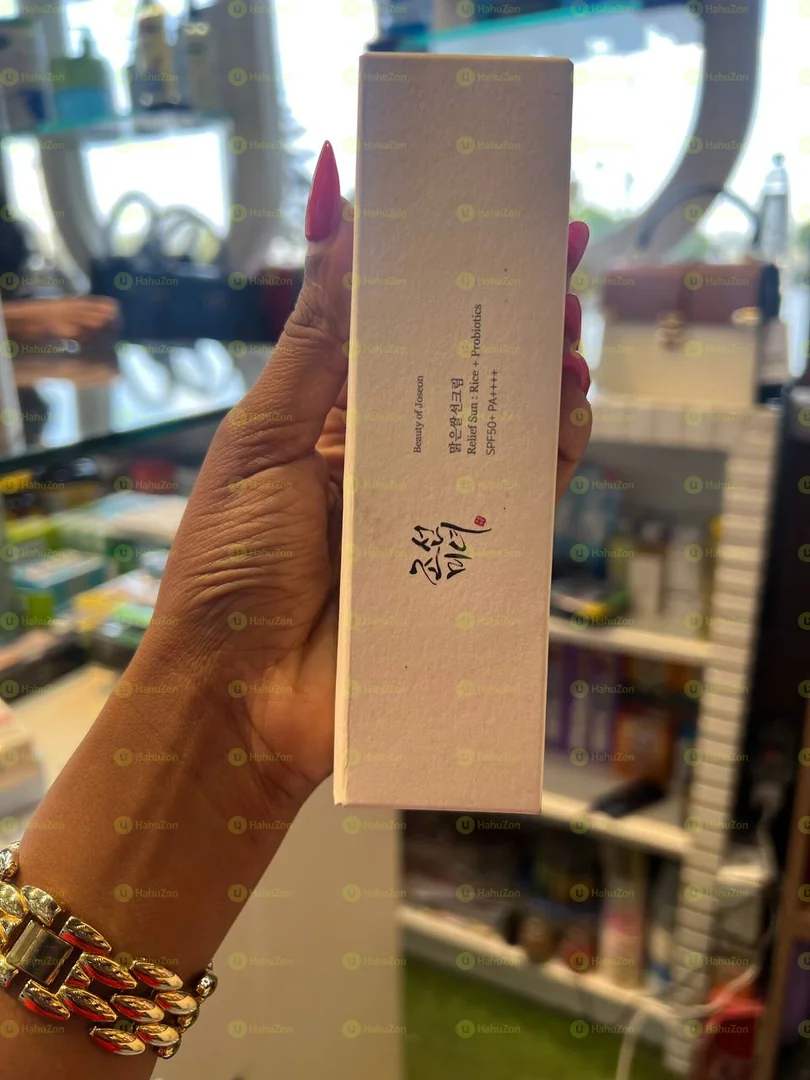 Beauty of Joseon
맑은쌀선크림
Relief Sun : Rice + Probiotics
SPF50+ PA++++
조선
미녀
HahuZon